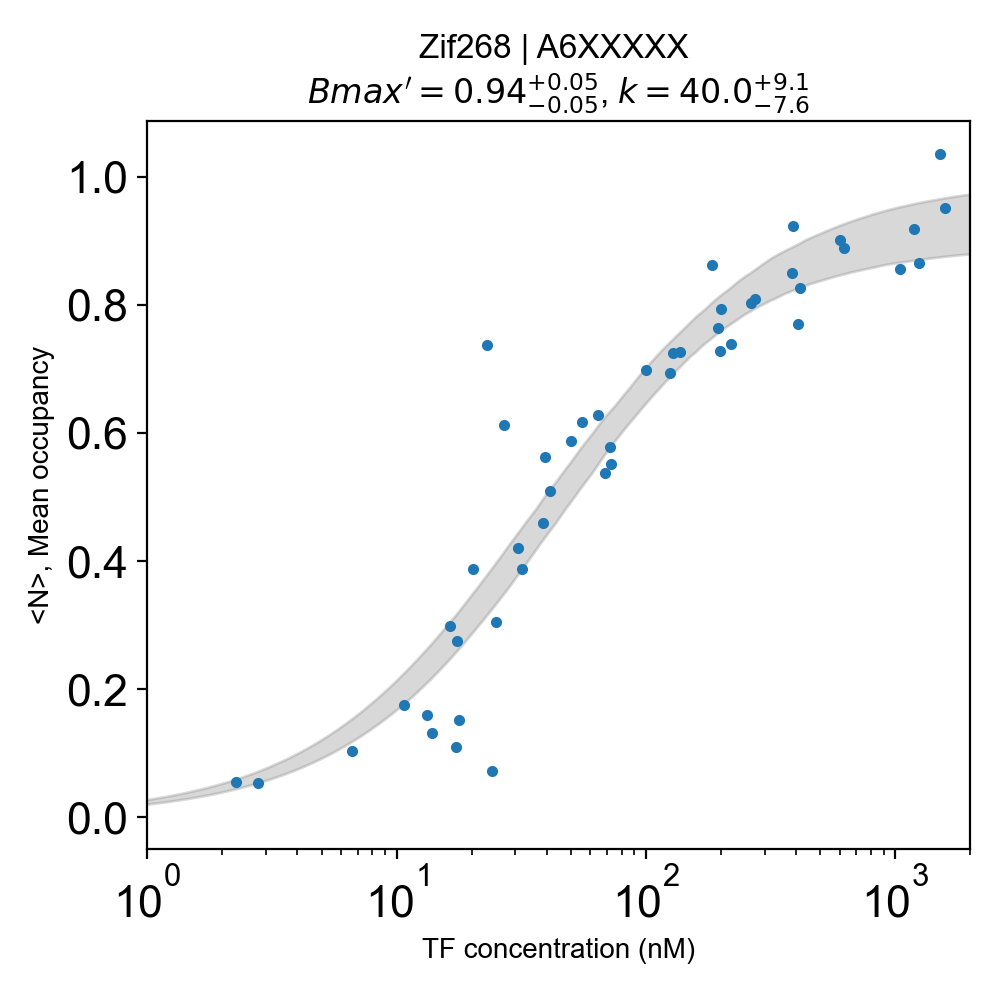 Zif268 | A6XXXXX
Bmax′ = 0.94^{+0.05}_{−0.05}, k = 40.0^{+9.1}_{−7.6}
1.0
0.8
0.6
0.4
0.2
0.0
<N>, Mean occupancy
10^0 10^1 10^2 10^3
TF concentration (nM)